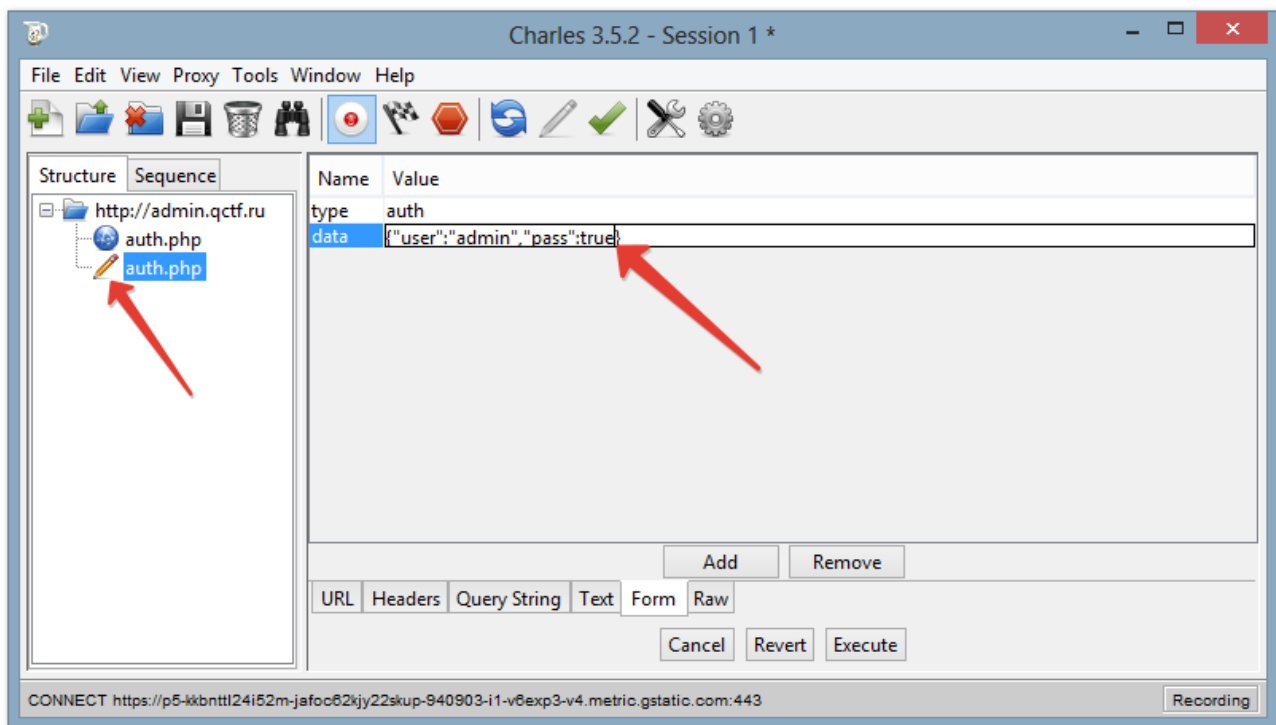 Charles 3.5.2 - Session 1 *
File Edit View Proxy Tools Window Help
Structure Sequence
http://admin.qctf.ru
auth.php
auth.php
Name Value
type auth
data {"user":"admin","pass":true}
Add Remove
URL Headers Query String Text Form Raw
Cancel Revert Execute
CONNECT https://p5-kkbnttl24i52m-jafoc62kjy22skup-940903-i1-v6exp3-v4.metric.gstatic.com:443 Recording